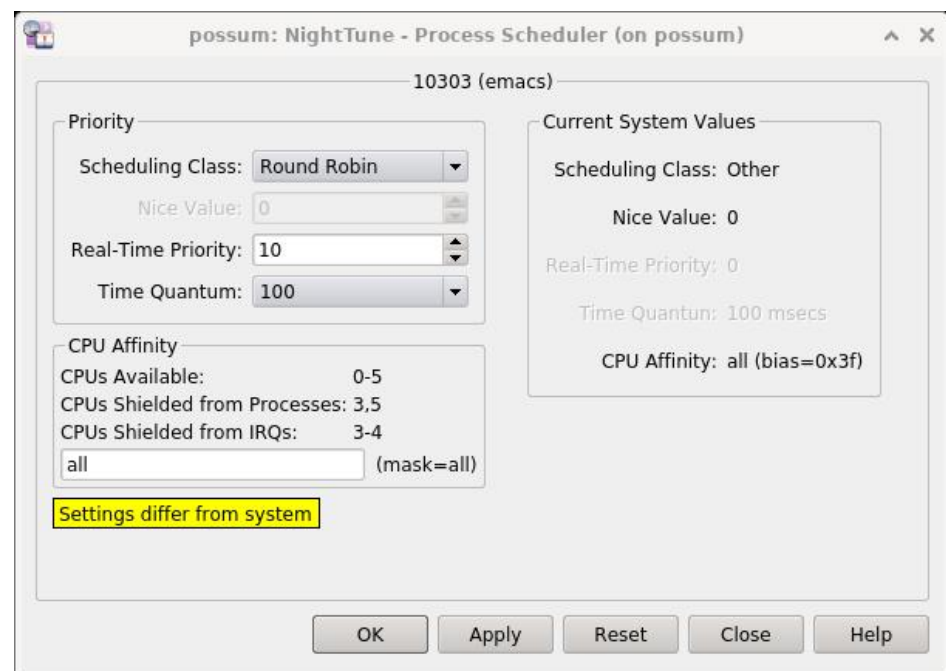 possum: NightTune - Process Scheduler (on possum)
10303 (emacs)
Priority
Scheduling Class: Round Robin
Nice Value: 0
Real-Time Priority: 10
Time Quantum: 100
CPU Affinity
CPUs Available: 0-5
CPUs Shielded from Processes: 3,5
CPUs Shielded from IRQs: 3-4
all (mask=all)
Settings differ from system
Current System Values
Scheduling Class: Other
Nice Value: 0
Real-Time Priority: 0
Time Quantun: 100 msecs
CPU Affinity: all (bias=0x3f)
OK Apply Reset Close Help